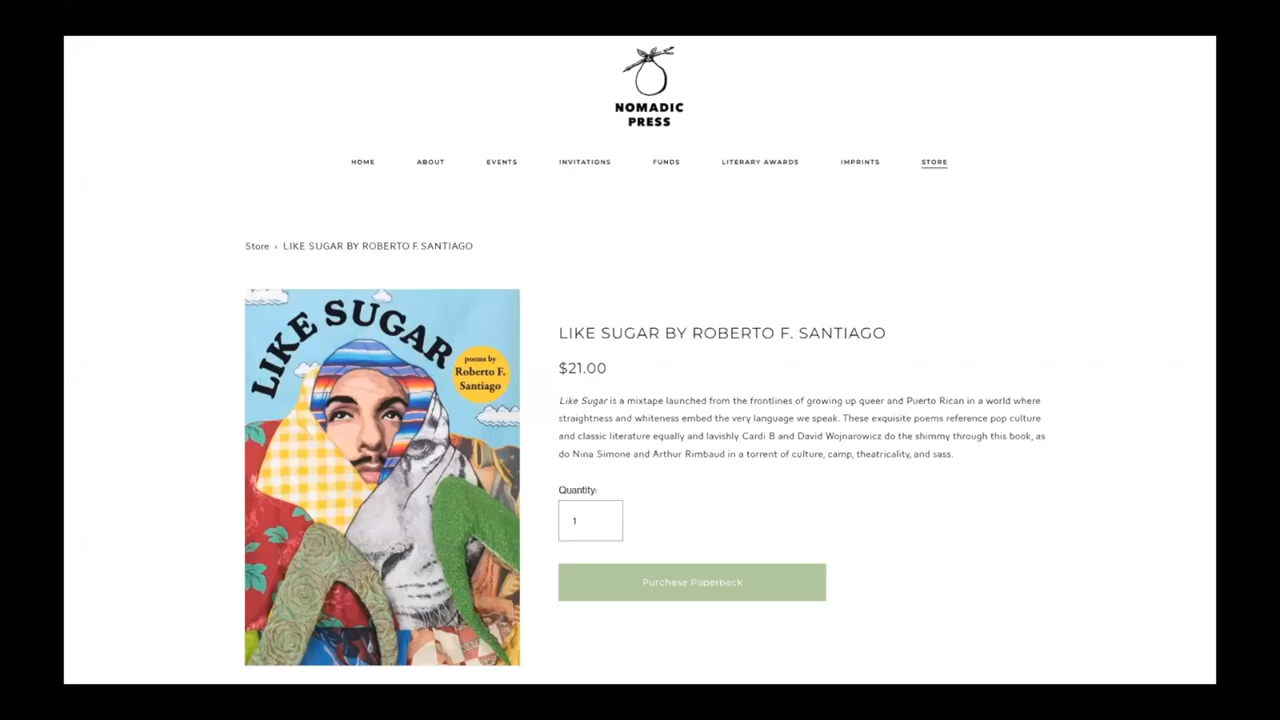 NOMADIC
PRESS
HOME ABOUT EVENTS INVITATIONS FUNDS LITERARY AWARDS IMPRINTS STORE
Store › LIKE SUGAR BY ROBERTO F. SANTIAGO
LIKE SUGAR
poems by
Roberto F.
Santiago
LIKE SUGAR BY ROBERTO F. SANTIAGO
$21.00
Like Sugar is a mixtape launched from the frontlines of growing up queer and Puerto Rican in a world where
straightness and whiteness embed the very language we speak. These exquisite poems reference pop culture
and classic literature equally and lavishly. Cardi B and David Wojnarowicz do the shimmy through this book, as
do Nina Simone and Arthur Rimbaud in a torrent of culture, camp, theatricality, and sass.
Quantity:
1
Purchase Paperback